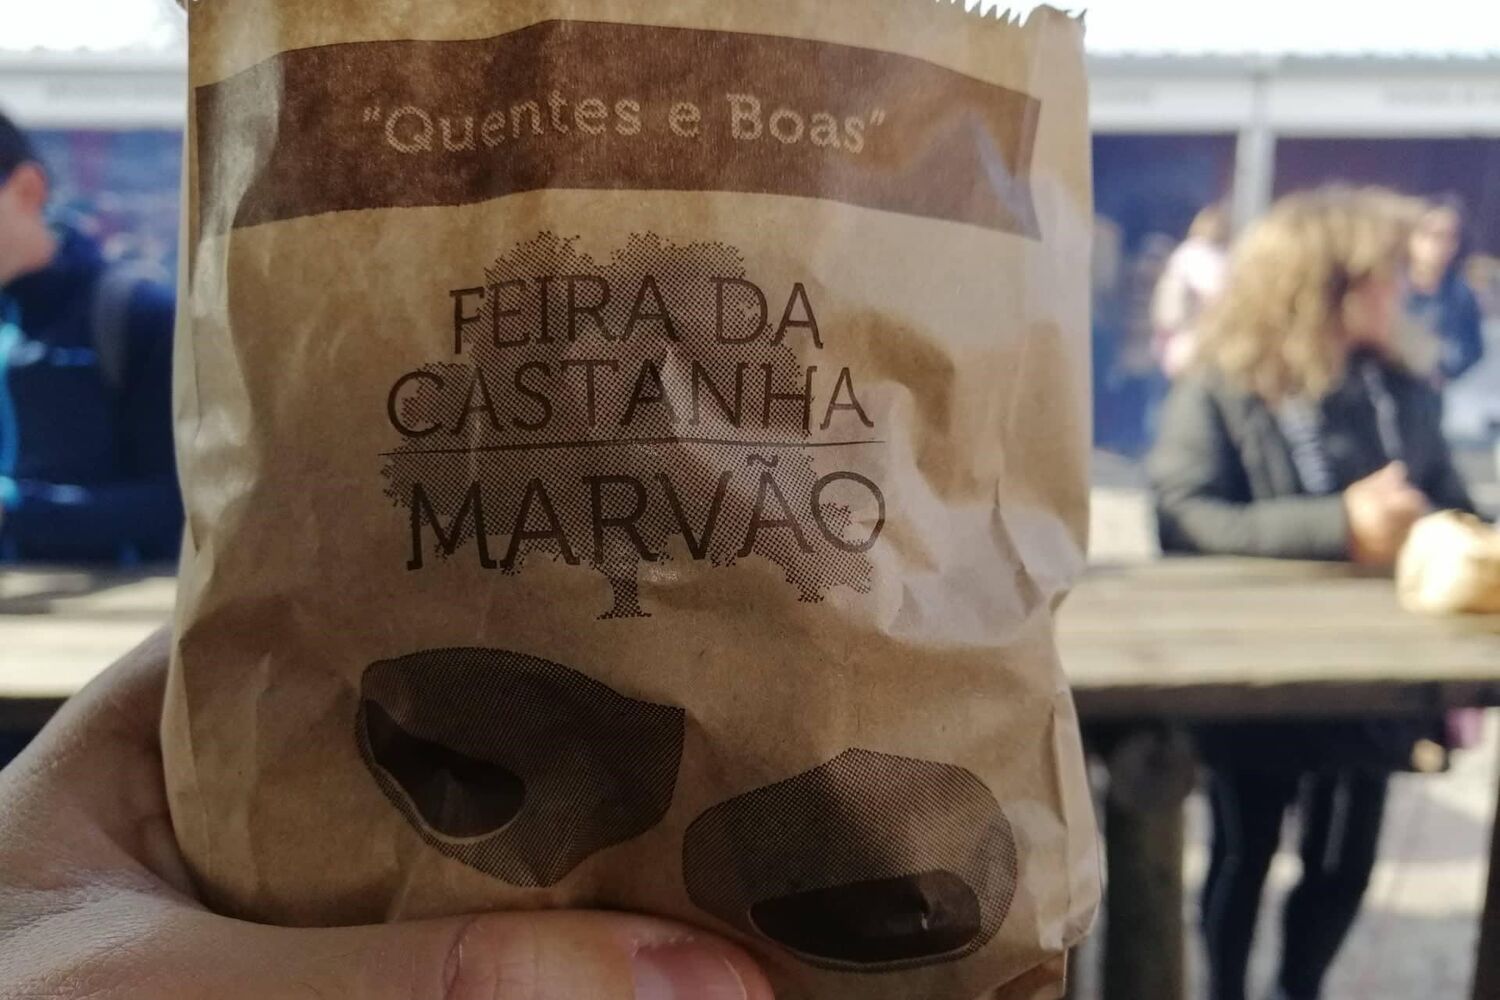 "Quentes e Boas"
FEIRA DA
CASTANHA
MARVÃO